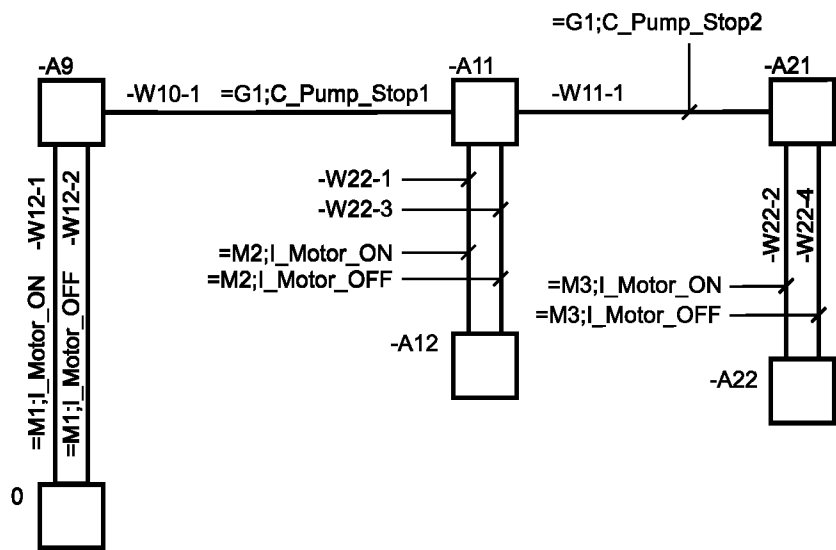 =G1;C_Pump_Stop2
-A9
-A11
-A21
-W10-1 =G1;C_Pump_Stop1
-W11-1
-W12-1
-W12-2
-W22-1
-W22-3
-W22-2
-W22-4
=M2;I_Motor_ON
=M2;I_Motor_OFF
=M3;I_Motor_ON
=M3;I_Motor_OFF
=M1;I_Motor_ON
=M1;I_Motor_OFF
-A12
-A22
0